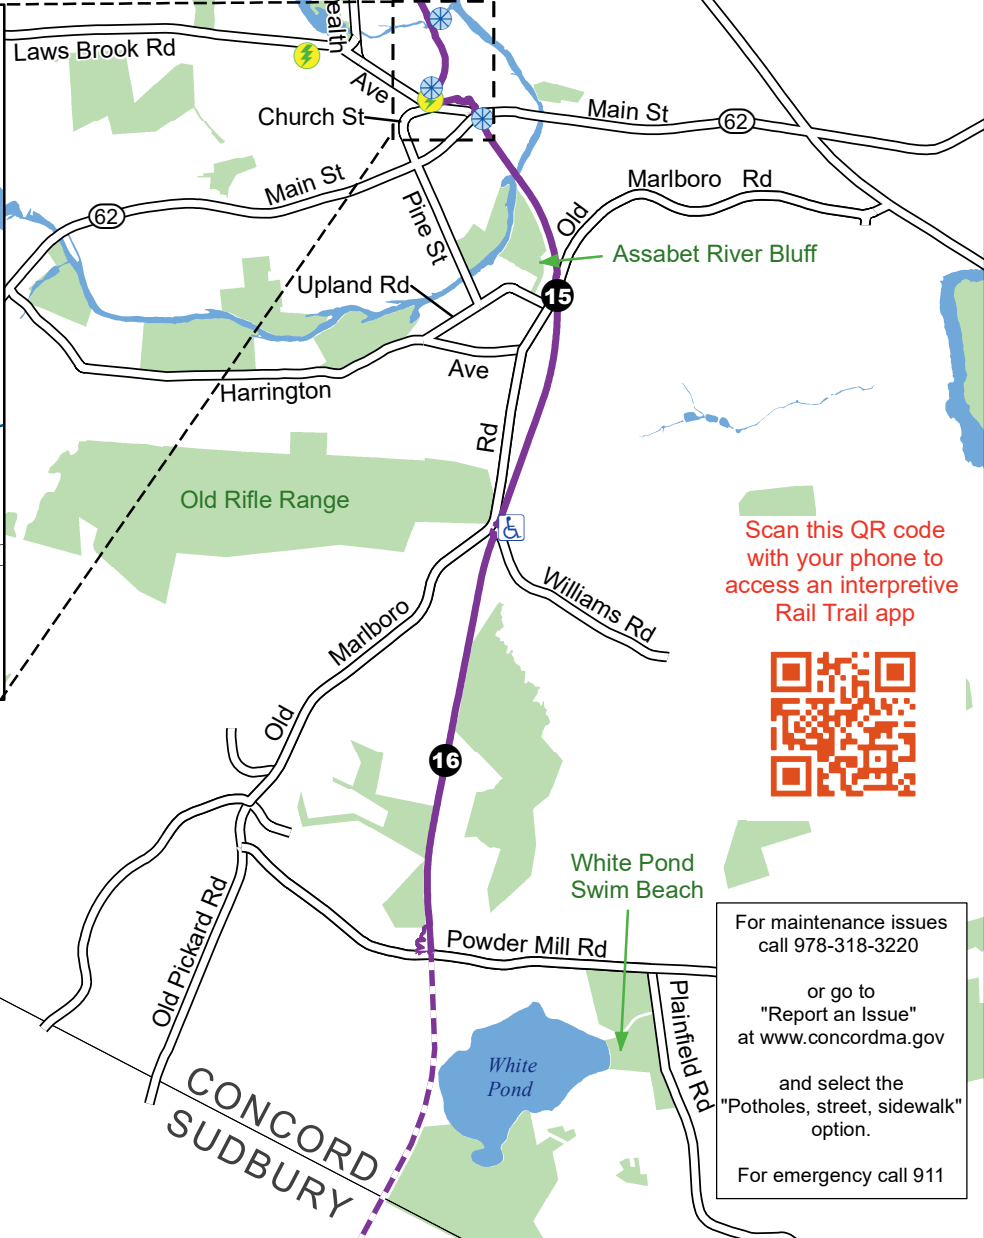 ealth
Laws Brook Rd
Ave
Church St
Main St
62
Main St
62
Marlboro Rd
Old
Pine St
Assabet River Bluff
Upland Rd
15
Ave
Harrington
Rd
Old Rifle Range
Scan this QR code
with your phone to
access an interpretive
Rail Trail app
Williams Rd
Marlboro
Old
16
White Pond
Swim Beach
Old Pickard Rd
Powder Mill Rd
Plainfield Rd
White
Pond
CONCORD
SUDBURY
For maintenance issues
call 978-318-3220
or go to
"Report an Issue"
at www.concordma.gov
and select the
"Potholes, street, sidewalk"
option.
For emergency call 911